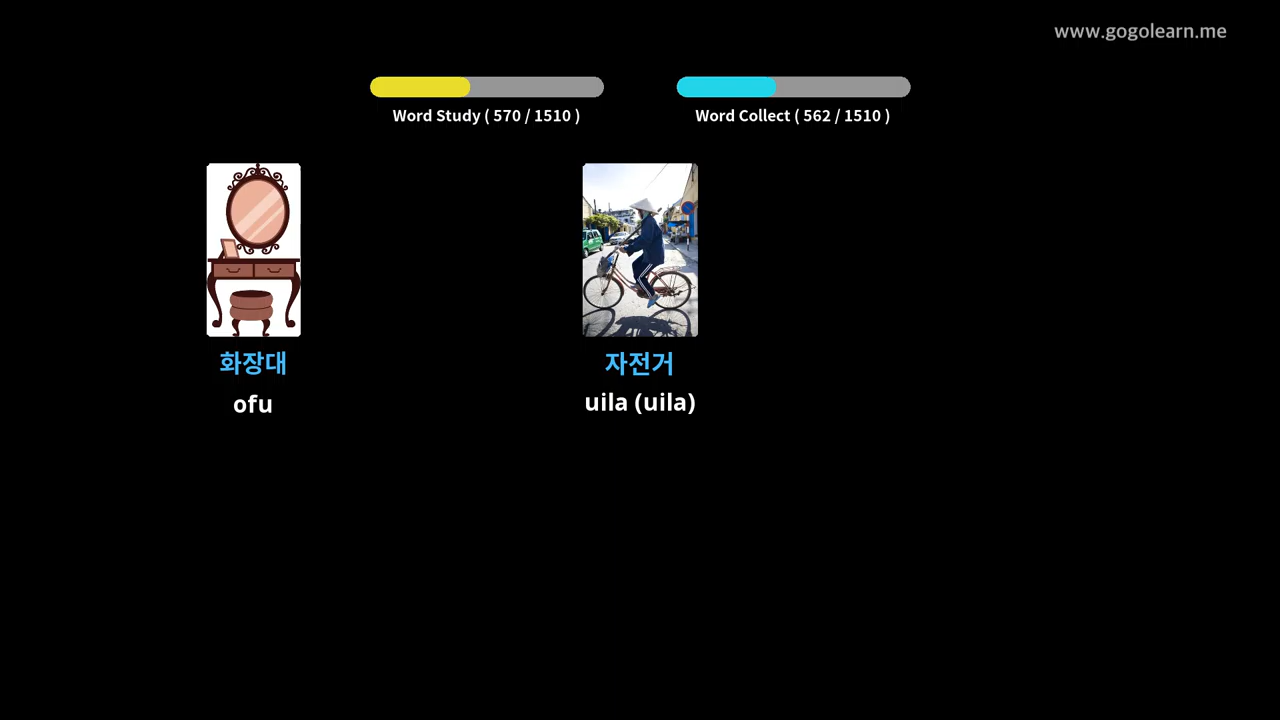 www.gogolearn.me
Word Study ( 570 / 1510 )
Word Collect ( 562 / 1510 )
화장대
ofu
자전거
uila (uila)